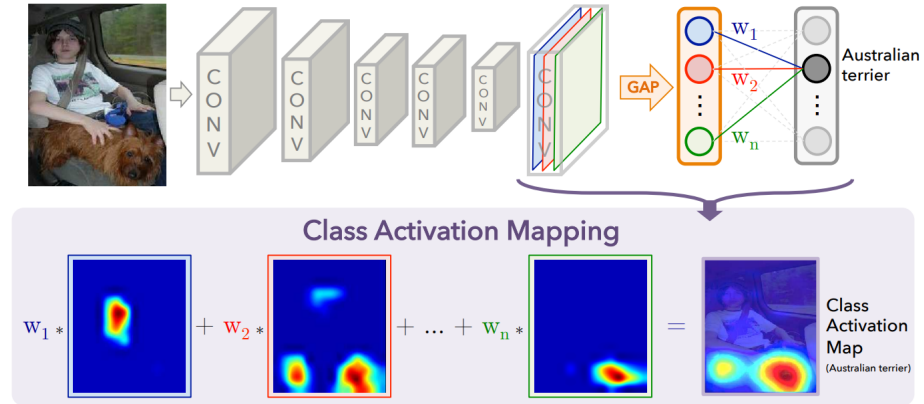 CONV
CONV
CONV
CONV
CONV
CONV
GAP
w1
w2
wn
⋮
⋮
Australian
terrier
Class Activation Mapping
w1 * + w2 * + ... + wn * =
Class
Activation
Map
(Australian terrier)